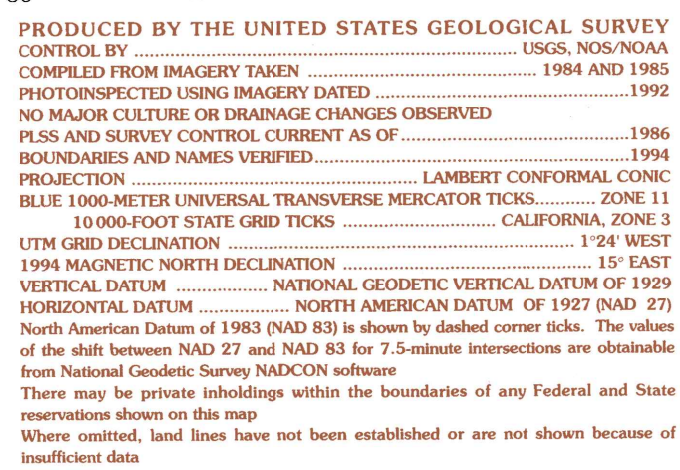 PRODUCED BY THE UNITED STATES GEOLOGICAL SURVEY
CONTROL BY ........................................................... USGS, NOS/NOAA
COMPILED FROM IMAGERY TAKEN .................................... 1984 AND 1985
PHOTOINSPECTED USING IMAGERY DATED .......................................1992
NO MAJOR CULTURE OR DRAINAGE CHANGES OBSERVED
PLSS AND SURVEY CONTROL CURRENT AS OF...................................1986
BOUNDARIES AND NAMES VERIFIED................................................1994
PROJECTION ............................................ LAMBERT CONFORMAL CONIC
BLUE 1000-METER UNIVERSAL TRANSVERSE MERCATOR TICKS........... ZONE 11
10 000-FOOT STATE GRID TICKS ........................ CALIFORNIA, ZONE 3
UTM GRID DECLINATION ..................................................... 1°24' WEST
1994 MAGNETIC NORTH DECLINATION ...................................... 15° EAST
VERTICAL DATUM ............... NATIONAL GEODETIC VERTICAL DATUM OF 1929
HORIZONTAL DATUM .................. NORTH AMERICAN DATUM OF 1927 (NAD 27)
North American Datum of 1983 (NAD 83) is shown by dashed corner ticks. The values
of the shift between NAD 27 and NAD 83 for 7.5-minute intersections are obtainable
from National Geodetic Survey NADCON software
There may be private inholdings within the boundaries of any Federal and State
reservations shown on this map
Where omitted, land lines have not been established or are not shown because of
insufficient data